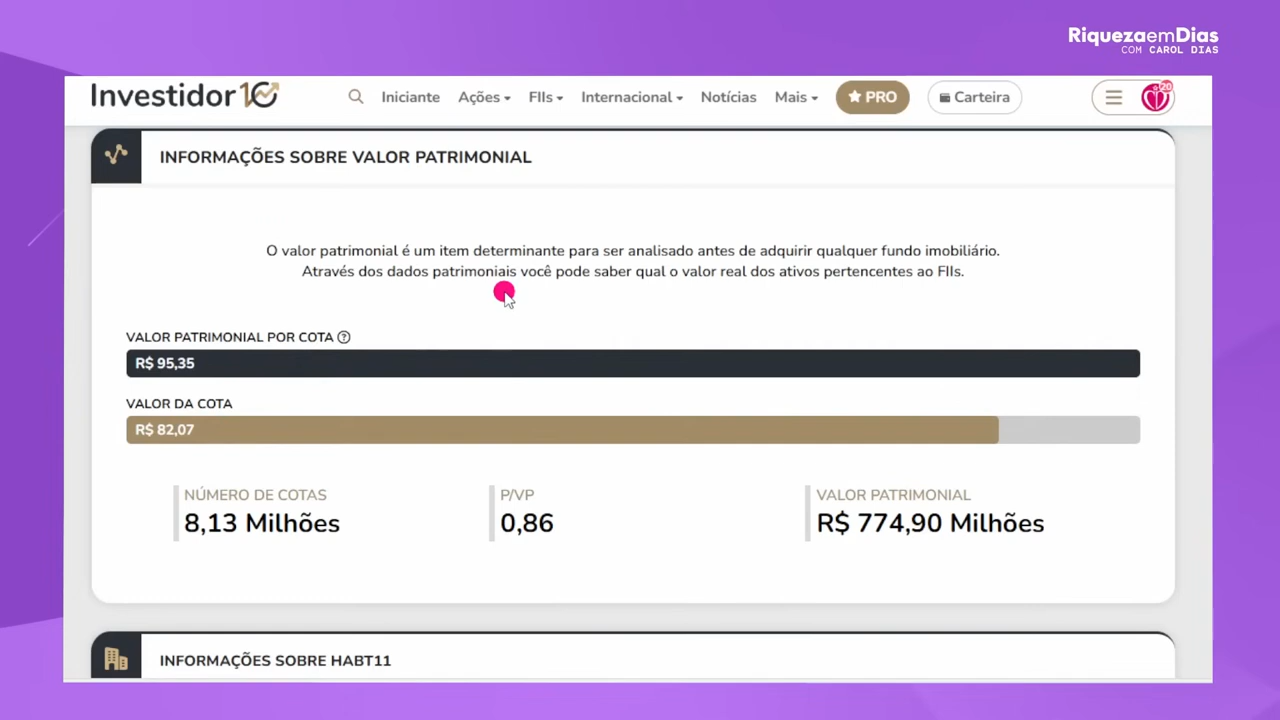 RiquezaemDias
COM CAROL DIAS
Investidor10
Iniciante
Ações
FIIs
Internacional
Notícias
Mais
PRO
Carteira
+20
INFORMAÇÕES SOBRE VALOR PATRIMONIAL
O valor patrimonial é um item determinante para ser analisado antes de adquirir qualquer fundo imobiliário.
Através dos dados patrimoniais você pode saber qual o valor real dos ativos pertencentes ao FIIs.
VALOR PATRIMONIAL POR COTA ?
R$ 95,35
VALOR DA COTA
R$ 82,07
NÚMERO DE COTAS
8,13 Milhões
P/VP
0,86
VALOR PATRIMONIAL
R$ 774,90 Milhões
INFORMAÇÕES SOBRE HABT11